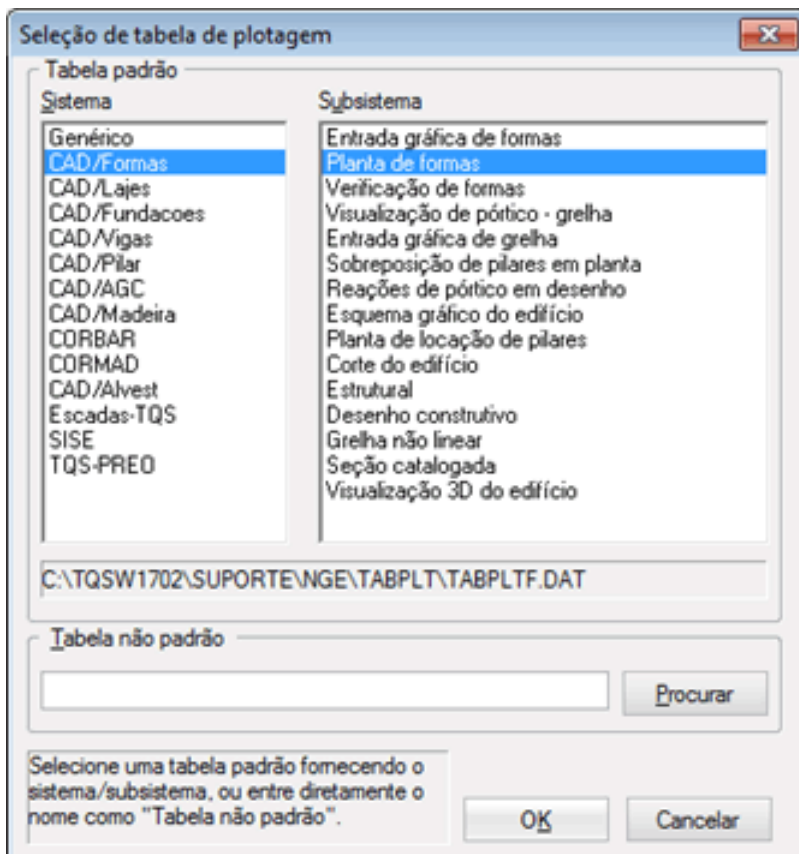 Seleção de tabela de plotagem
Tabela padrão
Sistema
Subsistema
Genérico
CAD/Formas
CAD/Lajes
CAD/Fundacoes
CAD/Vigas
CAD/Pilar
CAD/AGC
CAD/Madeira
CORBAR
CORMAD
CAD/Alvest
Escadas-TQS
SISE
TQS-PREO
Entrada gráfica de formas
Planta de formas
Verificação de formas
Visualização de pórtico - grelha
Entrada gráfica de grelha
Sobreposição de pilares em planta
Reações de pórtico em desenho
Esquema gráfico do edifício
Planta de locação de pilares
Corte do edifício
Estrutural
Desenho construtivo
Grelha não linear
Seção catalogada
Visualização 3D do edifício
C:\TQSW1702\SUPORTE\NGE\TABPLT\TABPLTF.DAT
Tabela não padrão
Procurar
Selecione uma tabela padrão fornecendo o
sistema/subsistema, ou entre diretamente o
nome como "Tabela não padrão".
OK
Cancelar